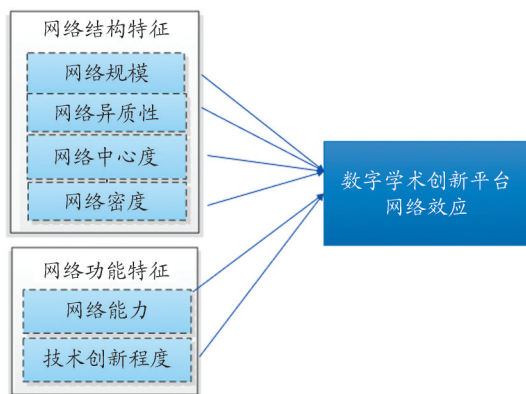 网络结构特征
网络规模
网络异质性
网络中心度
网络密度
网络功能特征
网络能力
技术创新程度
数字学术创新平台
网络效应